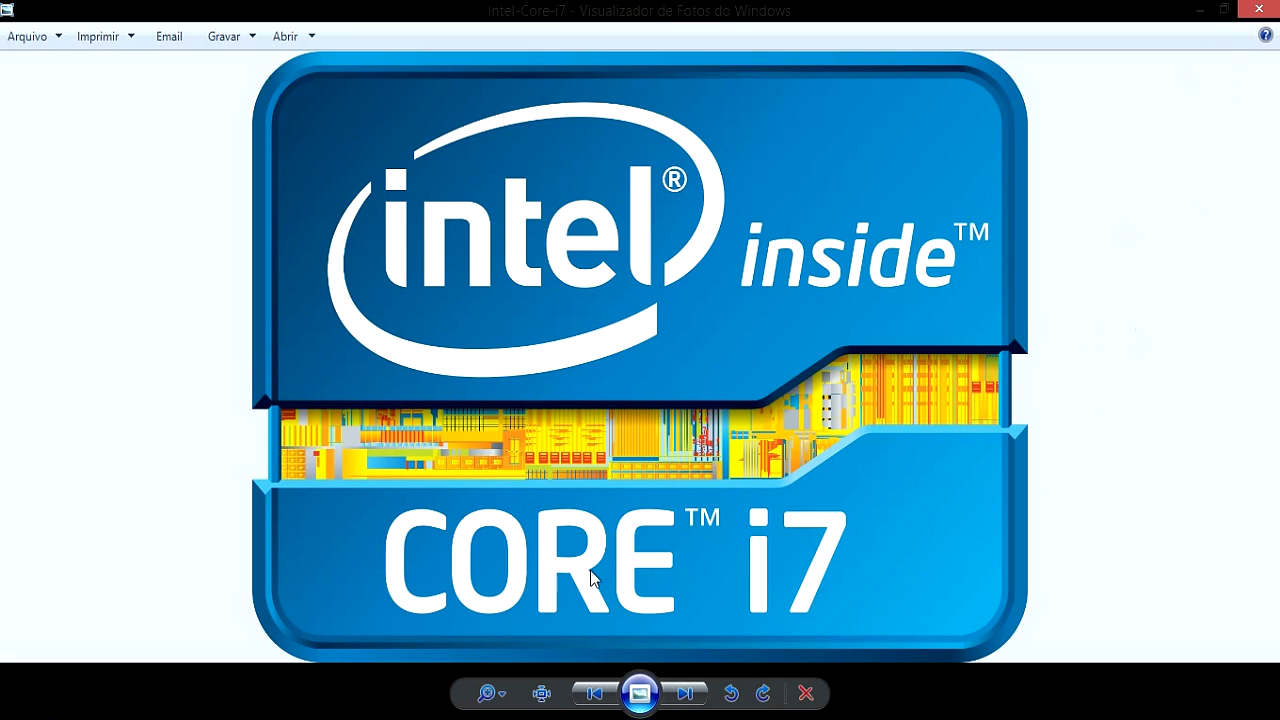 Intel-Core-i7 - Visualizador de Fotos do Windows
Arquivo Imprimir Email Gravar Abrir
intel® inside™
CORE™ i7